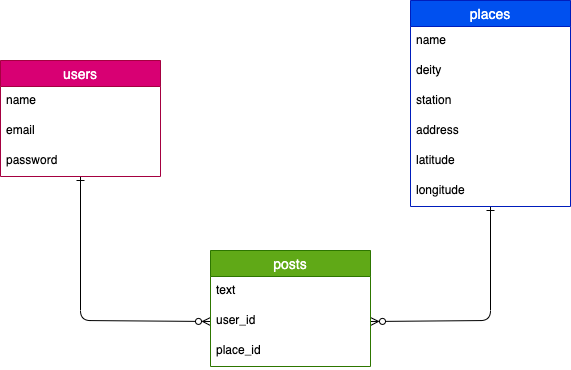 users
name
email
password
places
name
deity
station
address
latitude
longitude
posts
text
user_id
place_id